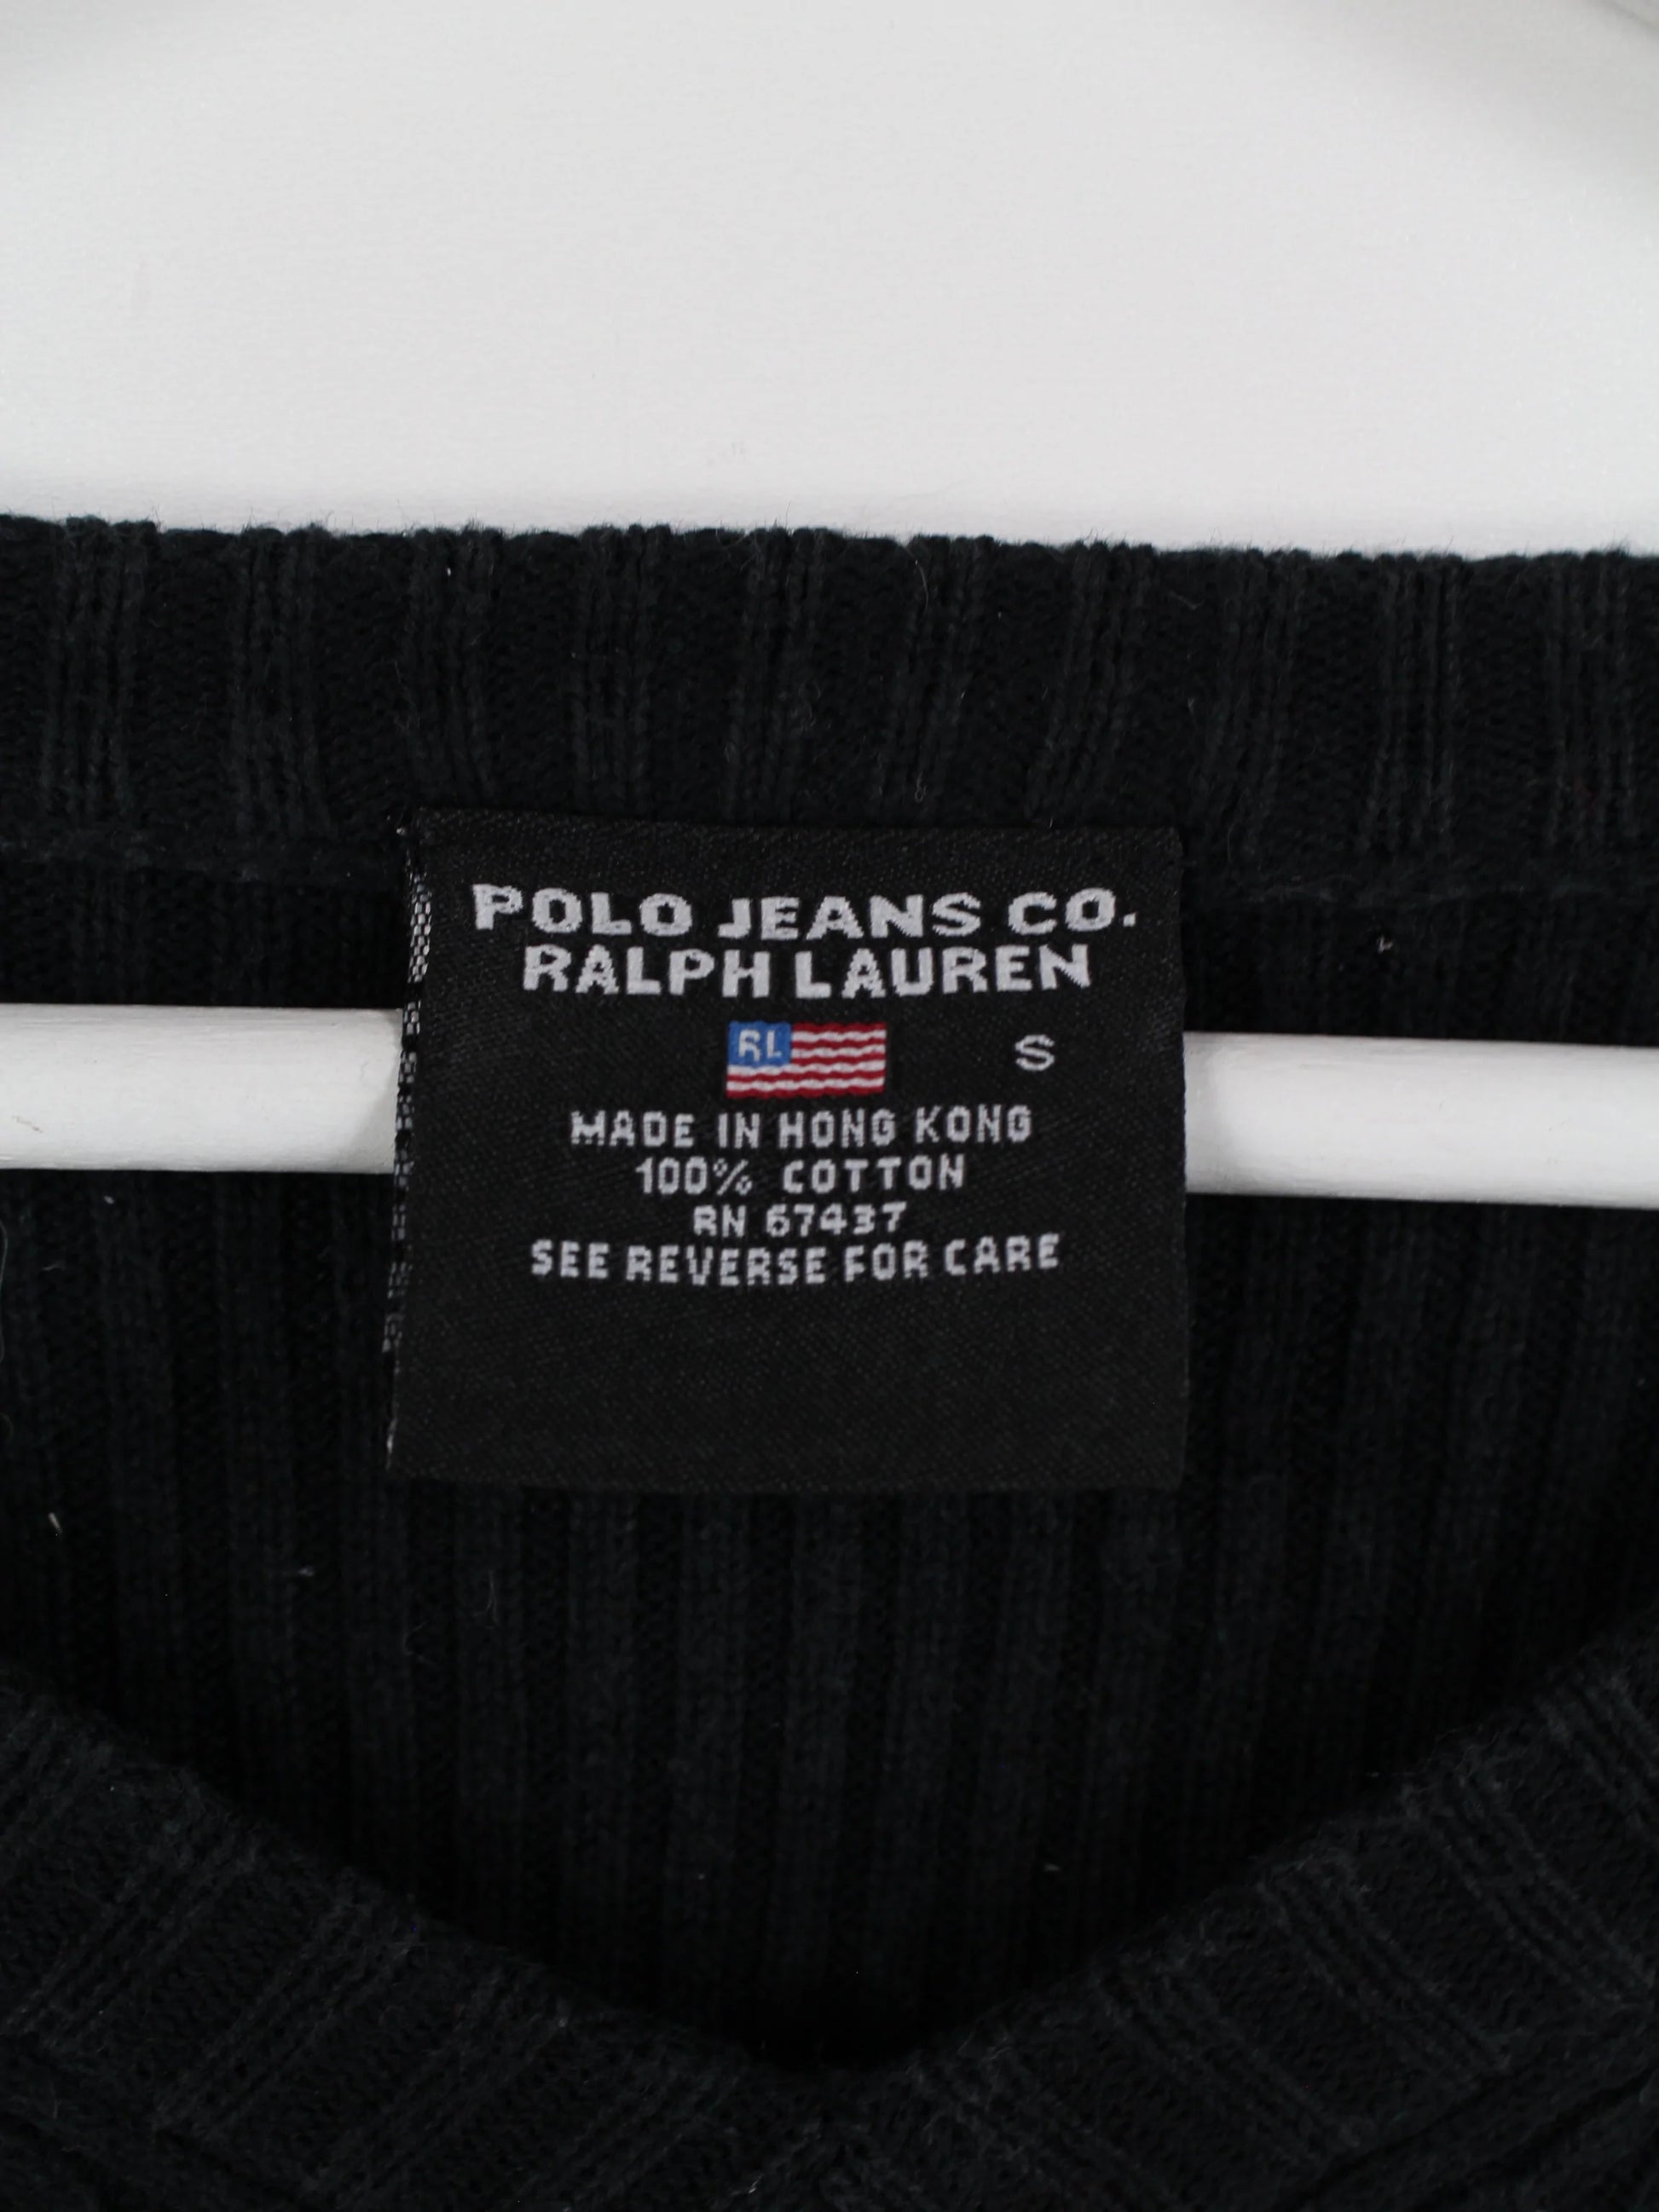 POLO JEANS CO.
RALPH LAUREN
RL
S
MADE IN HONG KONG
100% COTTON
RN 67437
SEE REVERSE FOR CARE